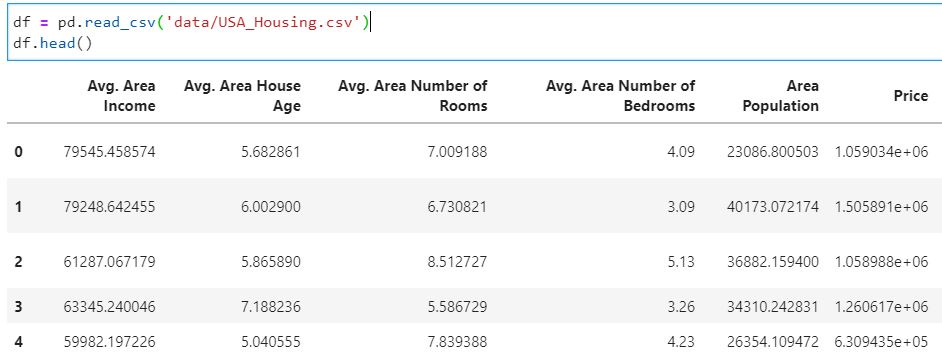 df = pd.read_csv('data/USA_Housing.csv')
df.head()
Avg. Area Income Avg. Area House Age Avg. Area Number of Rooms Avg. Area Number of Bedrooms Area Population Price
0 79545.458574 5.682861 7.009188 4.09 23086.800503 1.059034e+06
1 79248.642455 6.002900 6.730821 3.09 40173.072174 1.505891e+06
2 61287.067179 5.865890 8.512727 5.13 36882.159400 1.058988e+06
3 63345.240046 7.188236 5.586729 3.26 34310.242831 1.260617e+06
4 59982.197226 5.040555 7.839388 4.23 26354.109472 6.309435e+05